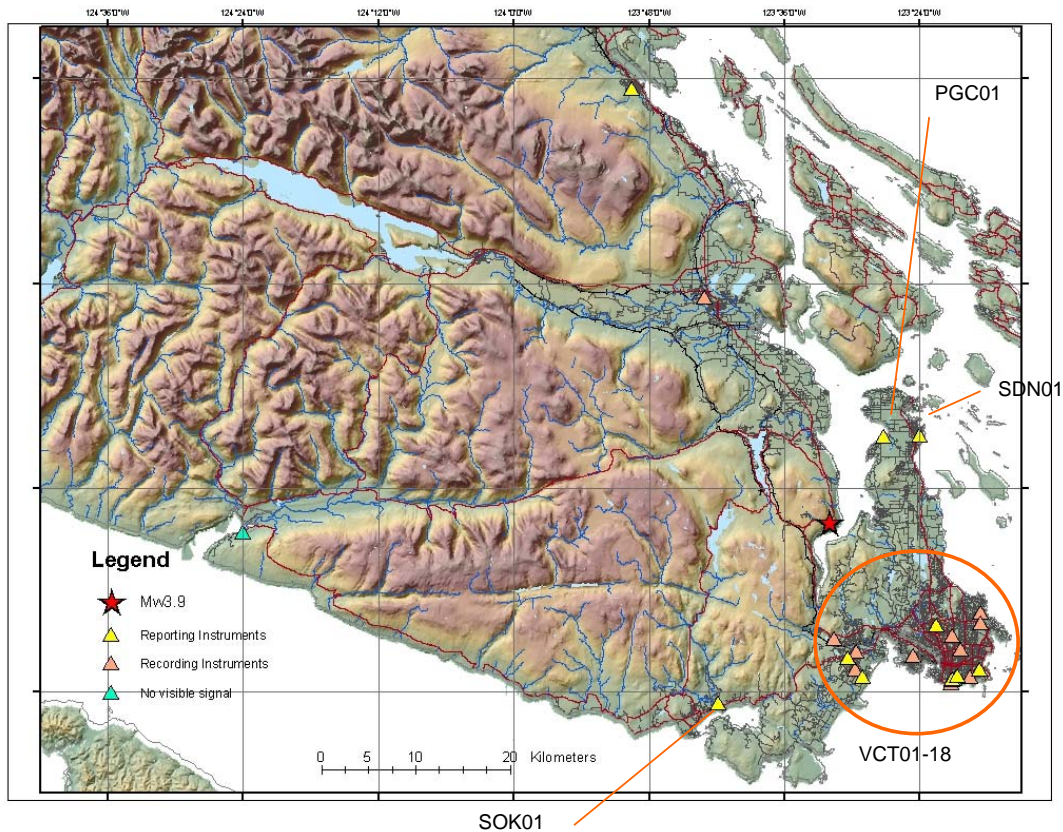 124°36'0"W 124°24'0"W 124°12'0"W 124°0'0"W 123°48'0"W 123°36'0"W 123°24'0"W
PGC01
SDN01
Legend
Mw3.9
Reporting Instruments
Recording Instruments
No visible signal
0 5 10 20 Kilometers
VCT01-18
SOK01